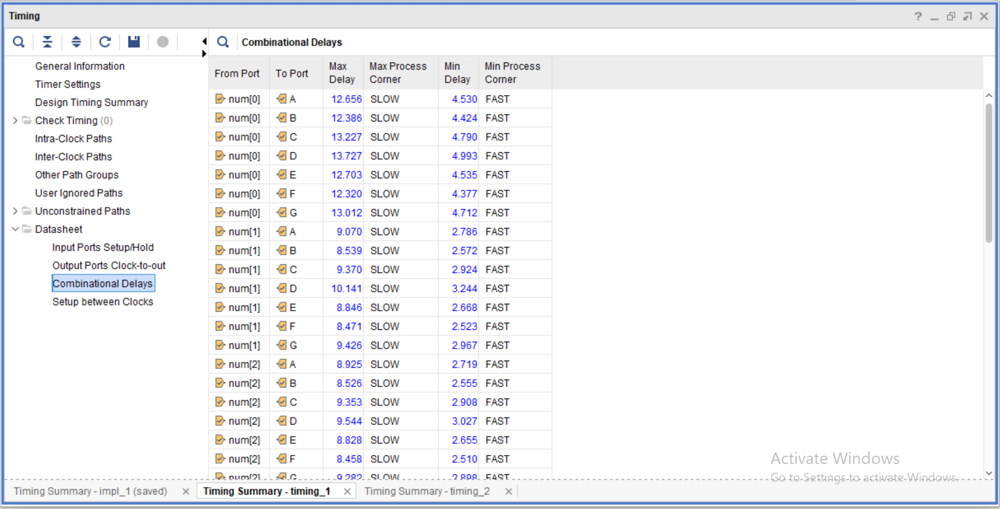 Timing
Combinational Delays
General Information
Timer Settings
Design Timing Summary
Check Timing (0)
Intra-Clock Paths
Inter-Clock Paths
Other Path Groups
User Ignored Paths
Unconstrained Paths
Datasheet
Input Ports Setup/Hold
Output Ports Clock-to-out
Combinational Delays
Setup between Clocks
From Port To Port Max Delay Max Process Corner Min Delay Min Process Corner
num[0] A 12.656 SLOW 4.530 FAST
num[0] B 12.386 SLOW 4.424 FAST
num[0] C 13.227 SLOW 4.790 FAST
num[0] D 13.727 SLOW 4.993 FAST
num[0] E 12.703 SLOW 4.535 FAST
num[0] F 12.320 SLOW 4.377 FAST
num[0] G 13.012 SLOW 4.712 FAST
num[1] A 9.070 SLOW 2.786 FAST
num[1] B 8.539 SLOW 2.572 FAST
num[1] C 9.370 SLOW 2.924 FAST
num[1] D 10.141 SLOW 3.244 FAST
num[1] E 8.846 SLOW 2.668 FAST
num[1] F 8.471 SLOW 2.523 FAST
num[1] G 9.426 SLOW 2.967 FAST
num[2] A 8.925 SLOW 2.719 FAST
num[2] B 8.526 SLOW 2.555 FAST
num[2] C 9.353 SLOW 2.908 FAST
num[2] D 9.544 SLOW 3.027 FAST
num[2] E 8.828 SLOW 2.655 FAST
num[2] F 8.458 SLOW 2.510 FAST
num[2] G 9.282 SLOW 2.898 FAST
Activate Windows
Go to Settings to activate Windows.
Timing Summary - impl_1 (saved) Timing Summary - timing_1 Timing Summary - timing_2